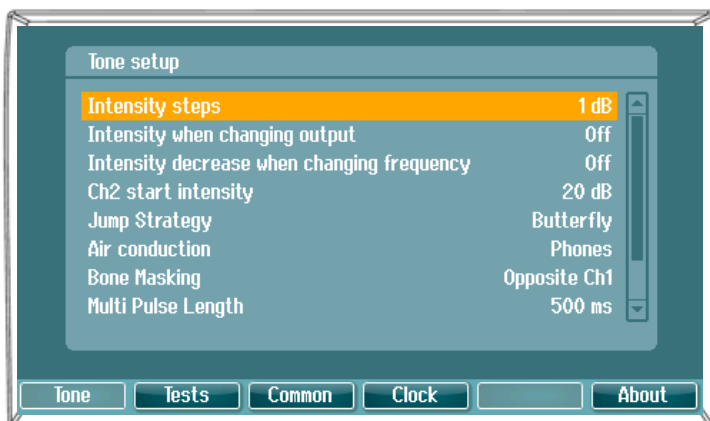 Tone setup
Intensity steps 1 dB
Intensity when changing output Off
Intensity decrease when changing frequency Off
Ch2 start intensity 20 dB
Jump Strategy Butterfly
Air conduction Phones
Bone Masking Opposite Ch1
Multi Pulse Length 500 ms
Tone Tests Common Clock About